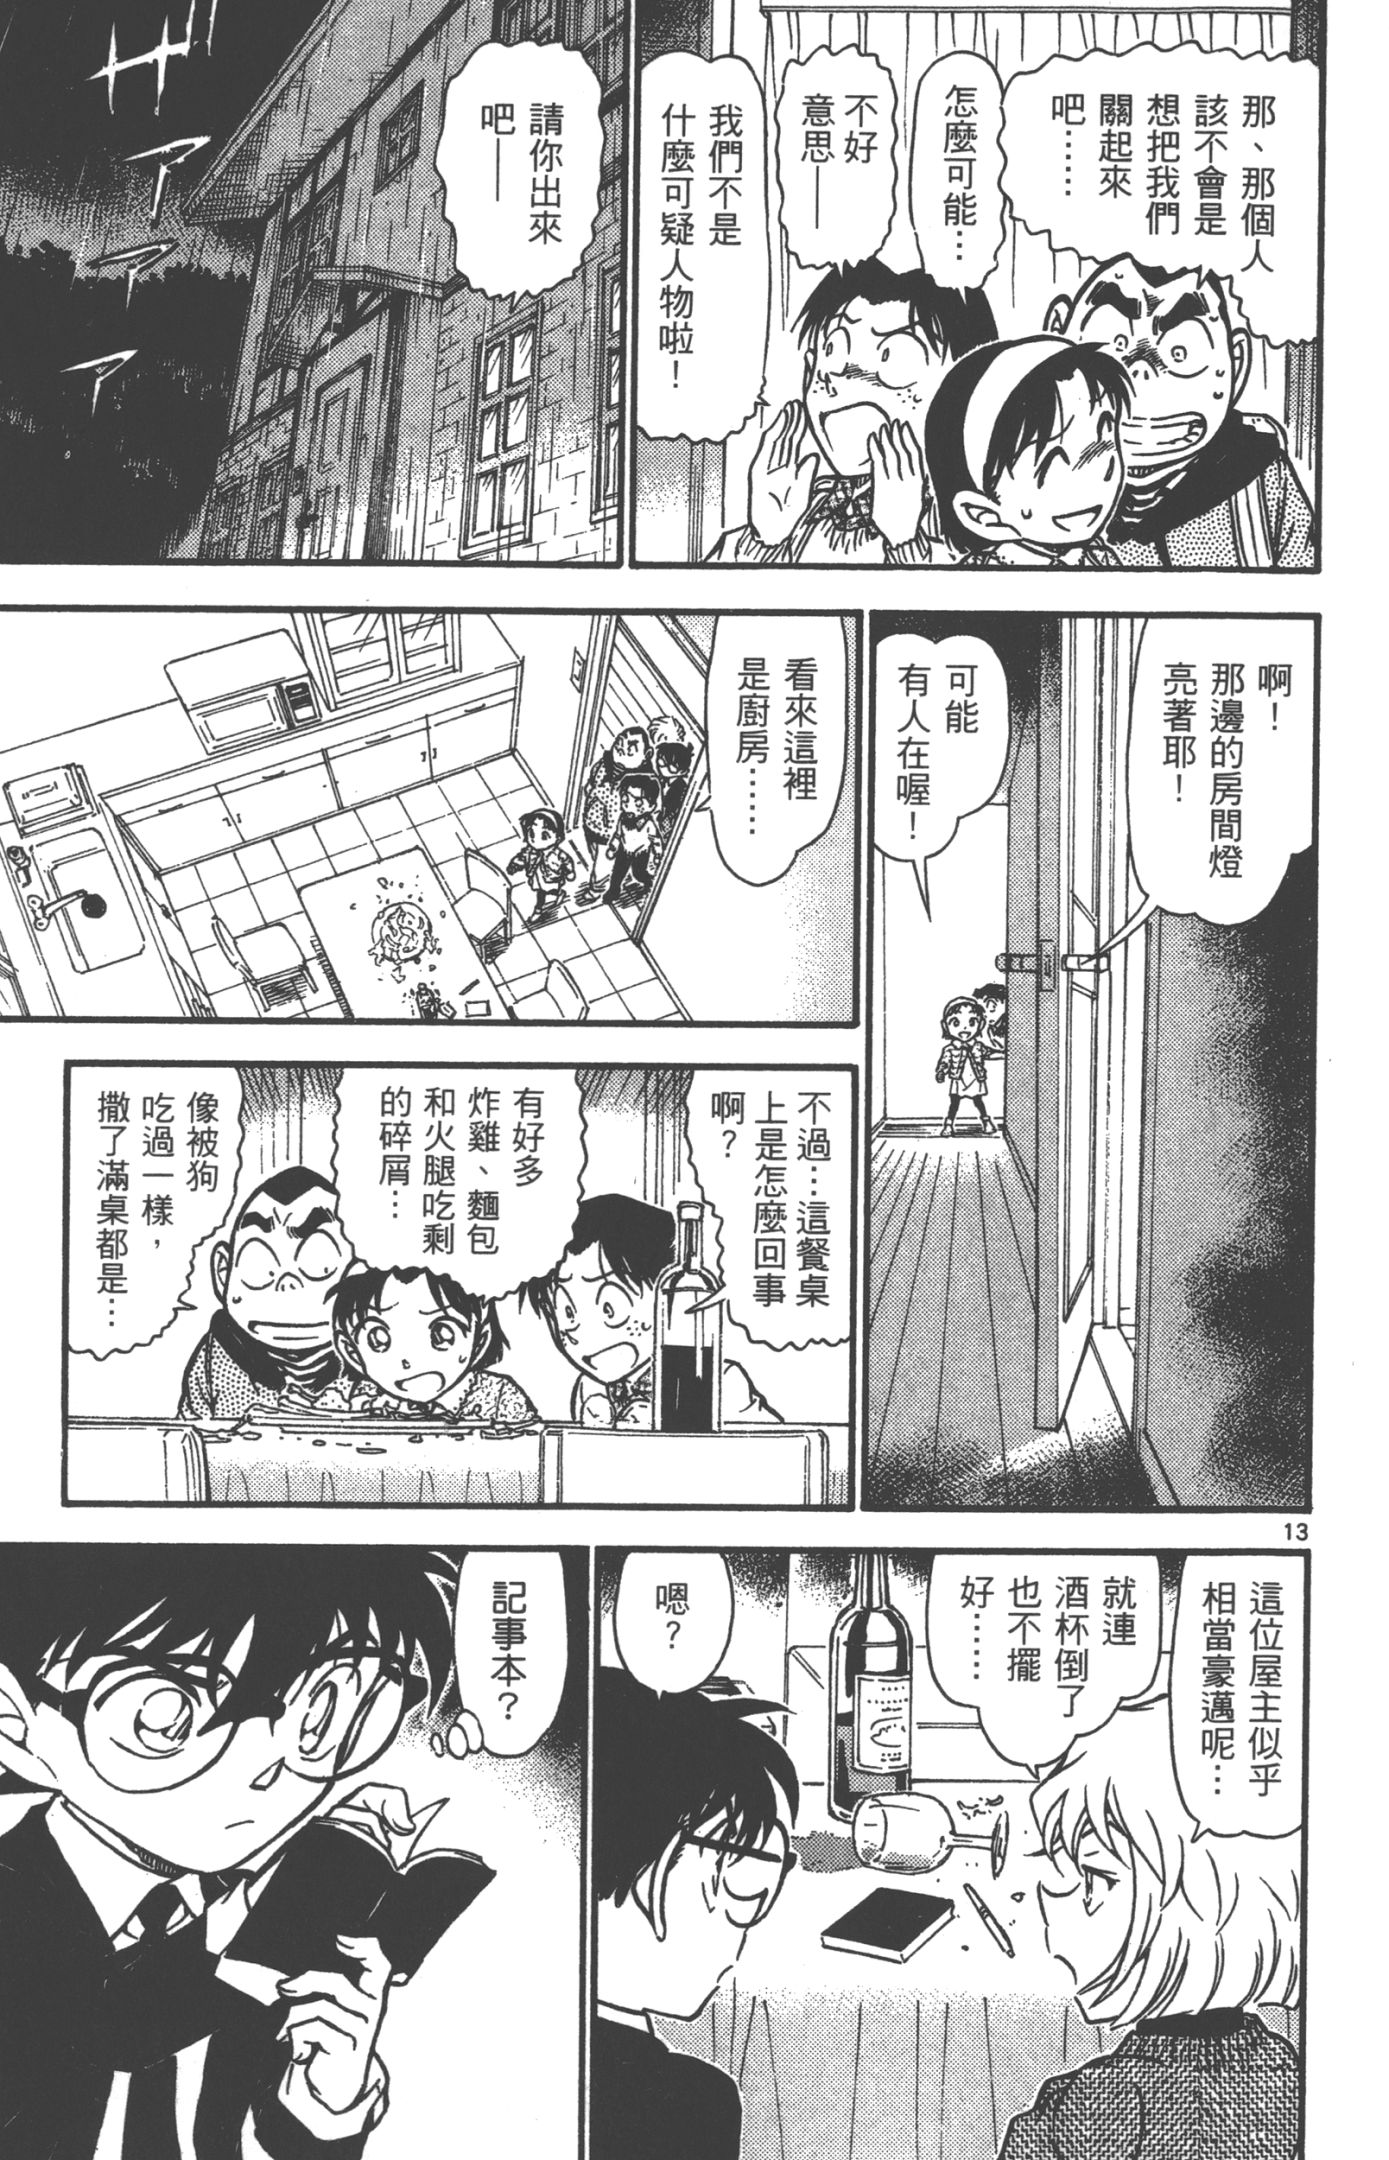 那、那個人
該不會是
想把我們
關起來
吧……
怎麼可能…
不好
意思——
我們不是
什麼可疑人物啦！
請你出來
吧——
啊！
那邊的房間燈
亮著耶！
可能
有人在喔！
看來這裡
是廚房……
不過…這餐桌
上是怎麼回事
啊？
有好多
炸雞、麵包
和火腿吃剩
的碎屑…
像被狗
吃過一樣，
撒了滿桌都是…
13
這位屋主似乎
相當豪邁呢…
就連
酒杯倒了
也不擺
好……
嗯？
記事本？